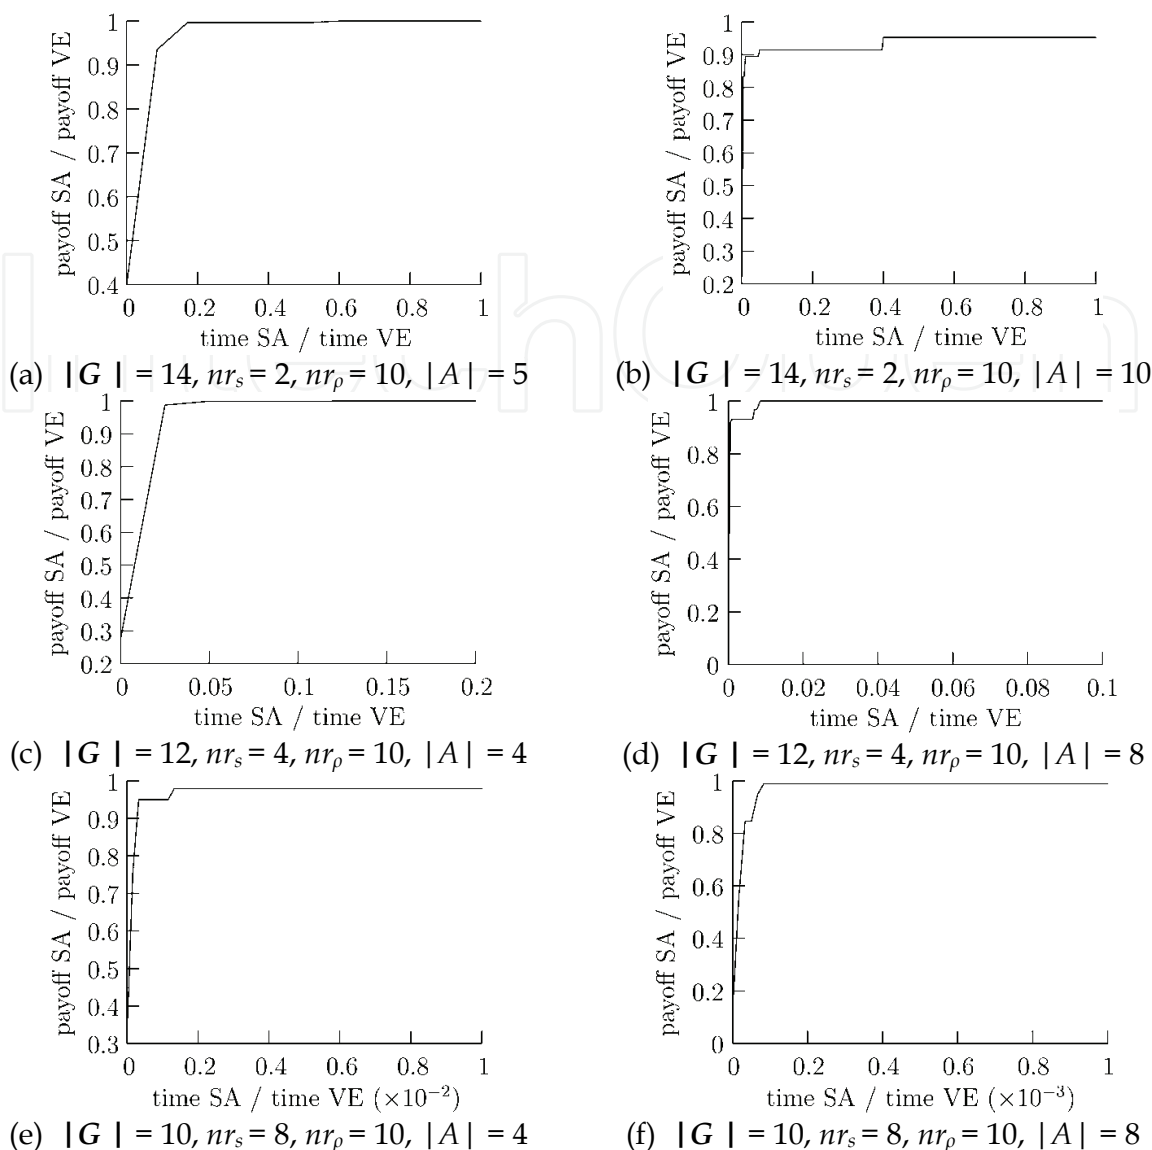 payoff SA / payoff VE
1
0.9
0.8
0.7
0.6
0.5
0.4
0 0.2 0.4 0.6 0.8 1
time SA / time VE
(a) |G | = 14, nrs = 2, nrρ = 10, |A| = 5
payoff SA / payoff VE
1
0.9
0.8
0.7
0.6
0.5
0.4
0.3
0.2
0 0.2 0.4 0.6 0.8 1
time SA / time VE
(b) |G | = 14, nrs = 2, nrρ = 10, |A| = 10
payoff SA / payoff VE
1
0.9
0.8
0.7
0.6
0.5
0.4
0.3
0.2
0 0.05 0.1 0.15 0.2
time SA / time VE
(c) |G | = 12, nrs = 4, nrρ = 10, |A| = 4
payoff SA / payoff VE
1
0.8
0.6
0.4
0.2
0
0 0.02 0.04 0.06 0.08 0.1
time SA / time VE
(d) |G | = 12, nrs = 4, nrρ = 10, |A| = 8
payoff SA / payoff VE
1
0.9
0.8
0.7
0.6
0.5
0.4
0.3
0 0.2 0.4 0.6 0.8 1
time SA / time VE (×10⁻²)
(e) |G | = 10, nrs = 8, nrρ = 10, |A| = 4
payoff SA / payoff VE
1
0.8
0.6
0.4
0.2
0
0 0.2 0.4 0.6 0.8 1
time SA / time VE (×10⁻³)
(f) |G | = 10, nrs = 8, nrρ = 10, |A| = 8